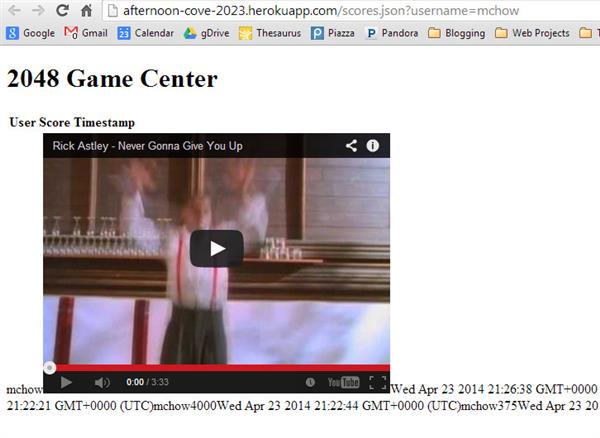 afternoon-cove-2023.herokuapp.com/scores.json?username=mchow
Google Gmail 23 Calendar gDrive Thesaurus Piazza Pandora Blogging Web Projects
2048 Game Center
User Score Timestamp
Rick Astley - Never Gonna Give You Up
0:00 / 3:33 YouTube
mchow Wed Apr 23 2014 21:26:38 GMT+0000
21:22:21 GMT+0000 (UTC)mchow4000Wed Apr 23 2014 21:22:44 GMT+0000 (UTC)mchow375Wed Apr 23 20